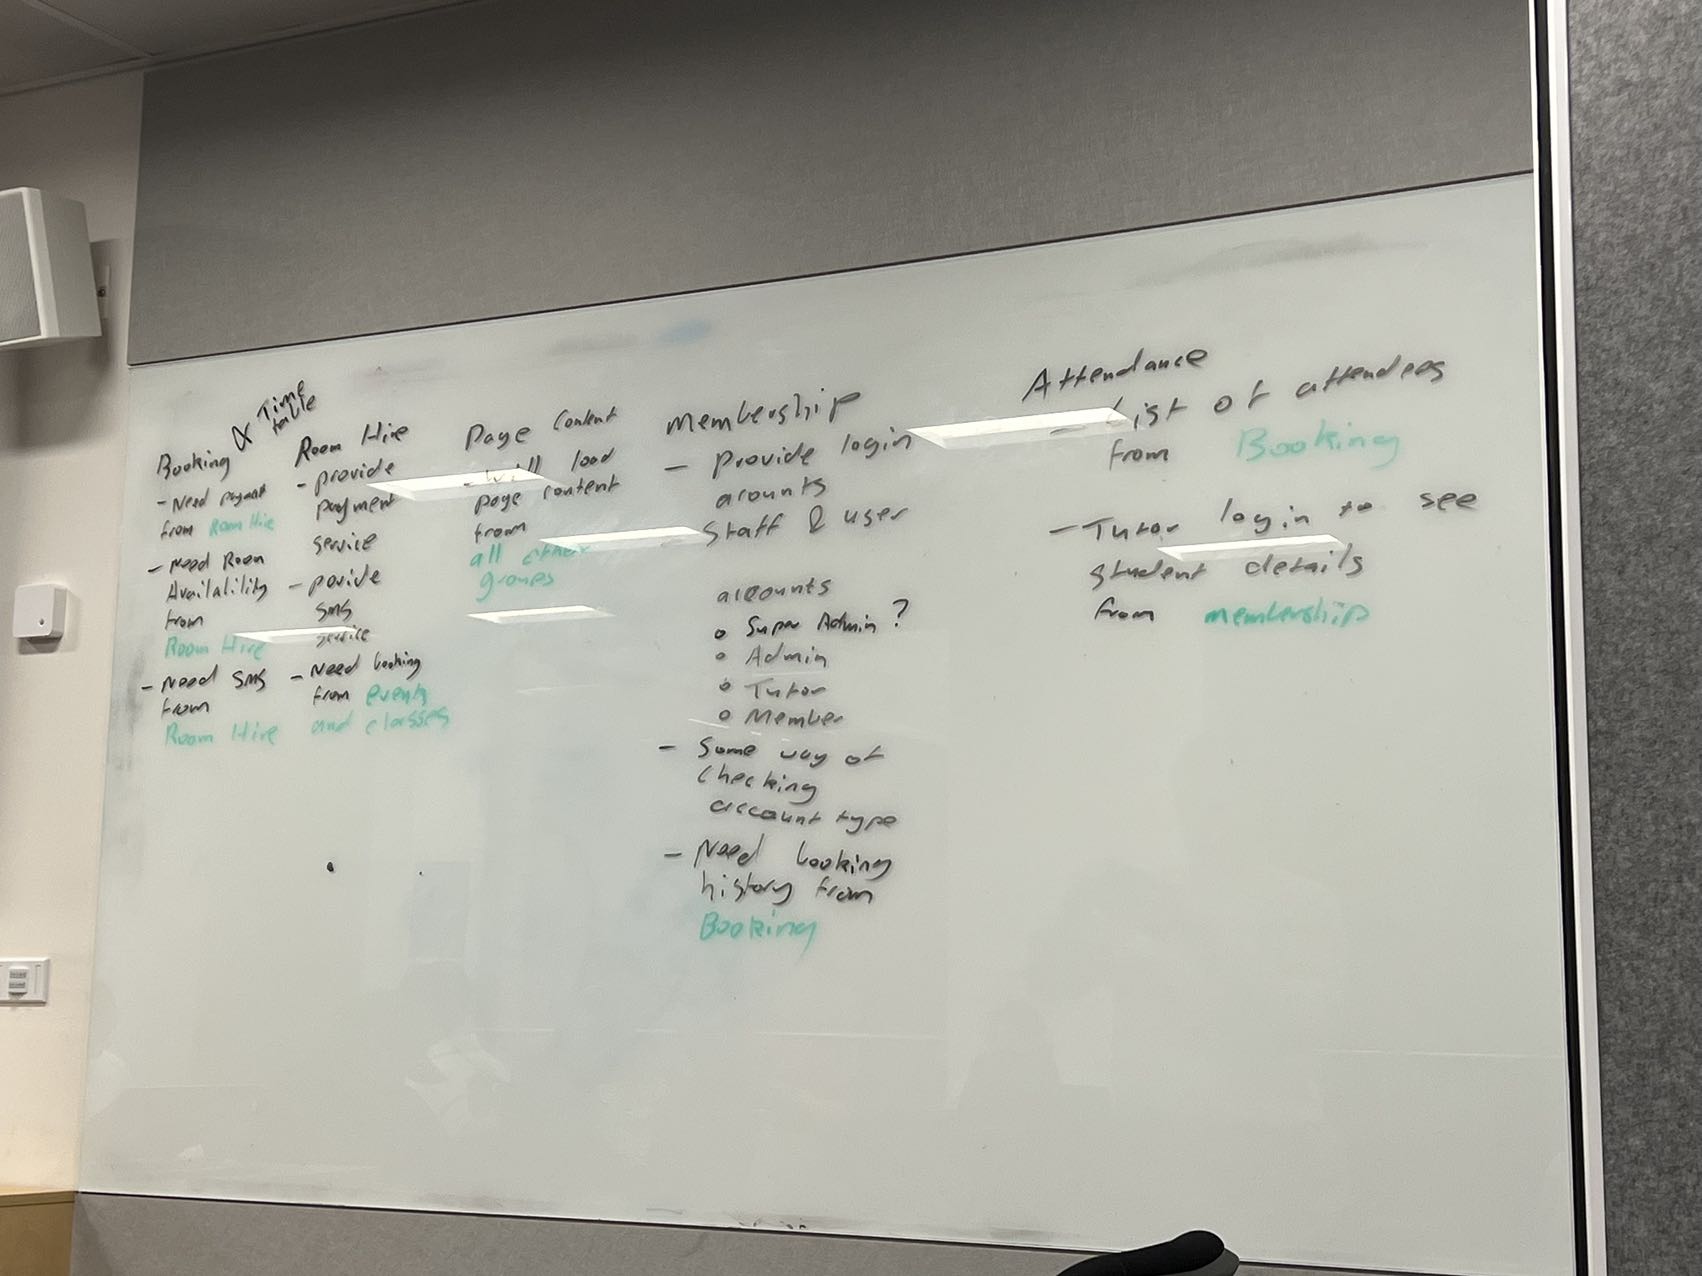 Booking & Time table
- Need payment
from Room Hire
- Need Room
Availability
from
Room Hire
- Need SMS
from
Room Hire
Room Hire
- provide
payment
service
- povide
SMS
service
- Need booking
from events
and classes
Page Content
- will load
page content
from
all other
groups
Membership
- Provide login
acounts
Staff & user
accounts
o Super Admin ?
o Admin
o Tutor
o Member
- Some way of
checking
account type
- Need booking
history from
Booking
Attendance
- List of attendees
from Booking
- Tutor login to see
student details
from membership